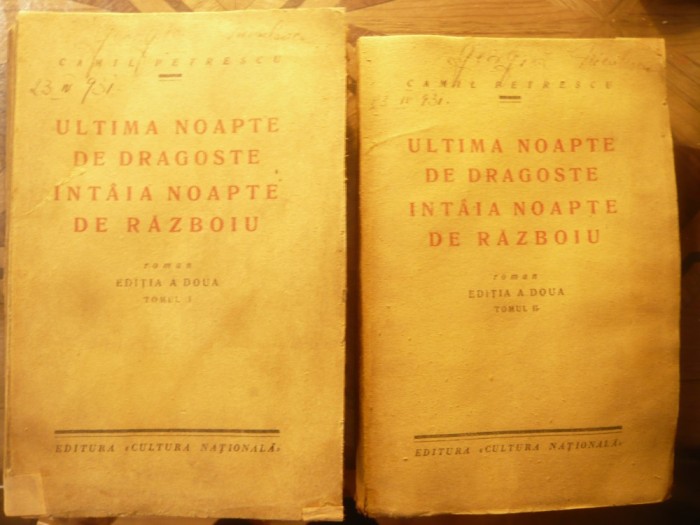 CAMIL PETRESCU
23 IV 931
ULTIMA NOAPTE
DE DRAGOSTE
INTÂIA NOAPTE
DE RĂZBOIU
roman
EDIȚIA A DOUA
TOMUL I
EDITURA «CULTURA NAȚIONALĂ»
CAMIL PETRESCU
23 IV 931.
ULTIMA NOAPTE
DE DRAGOSTE
INTÂIA NOAPTE
DE RĂZBOIU
roman
EDIȚIA A DOUA
TOMUL II
EDITURA «CULTURA NAȚIONALĂ»